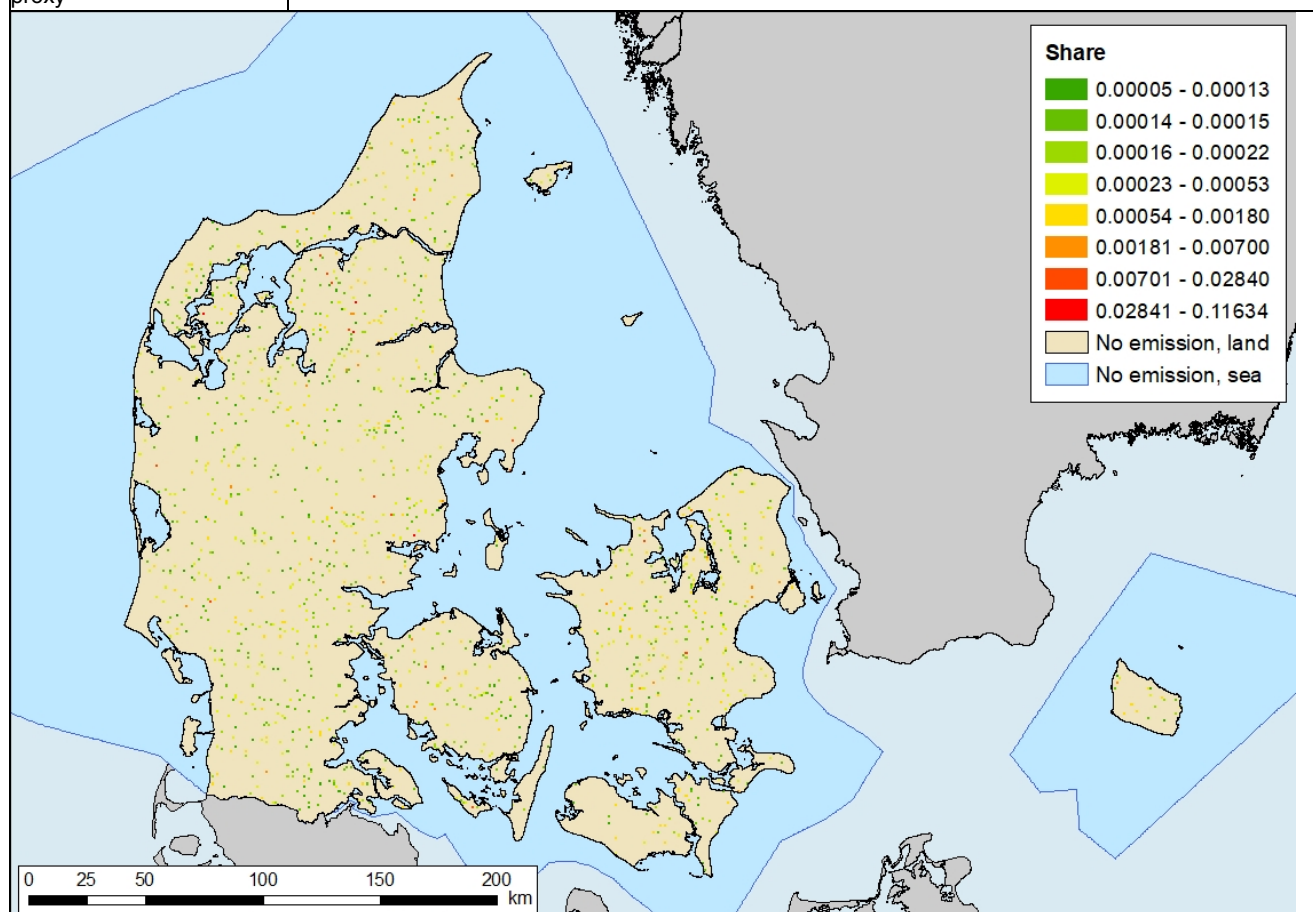 proxy
Share
0.00005 - 0.00013
0.00014 - 0.00015
0.00016 - 0.00022
0.00023 - 0.00053
0.00054 - 0.00180
0.00181 - 0.00700
0.00701 - 0.02840
0.02841 - 0.11634
No emission, land
No emission, sea
0 25 50 100 150 200
km